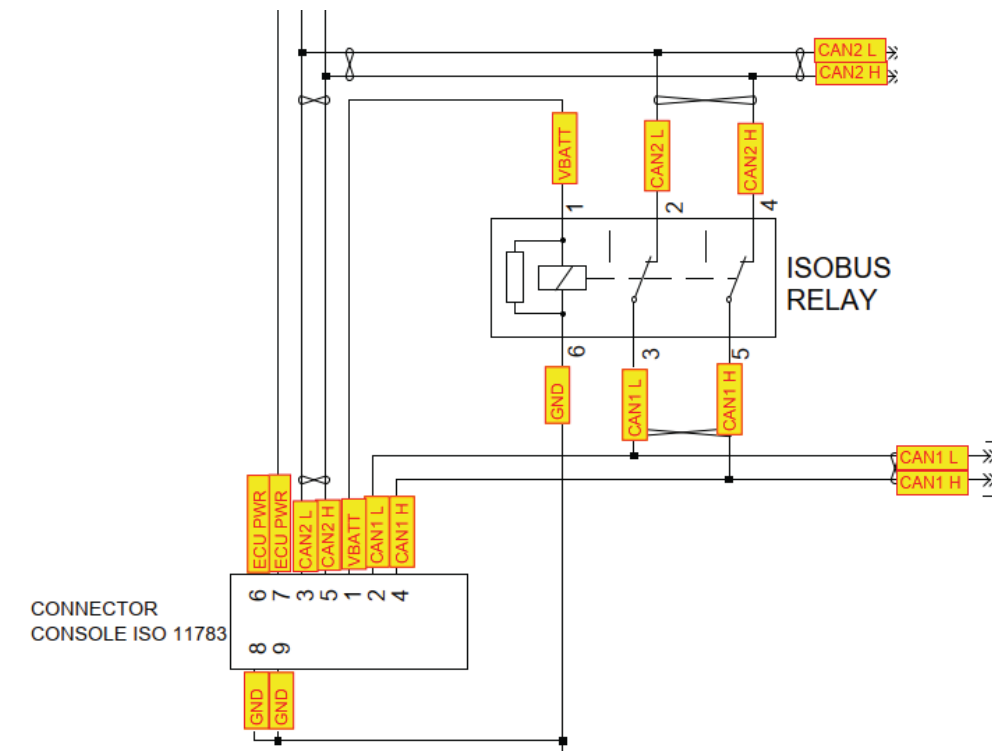 CAN2 L
CAN2 H
VBATT
CAN2 L
CAN2 H
1
2
4
ISOBUS
RELAY
6
3
5
GND
CAN1 L
CAN1 H
CAN1 L
CAN1 H
ECU PWR
ECU PWR
CAN2 L
CAN2 H
VBATT
CAN1 L
CAN1 H
6
7
3
5
1
2
4
CONNECTOR
CONSOLE ISO 11783
8
9
GND
GND